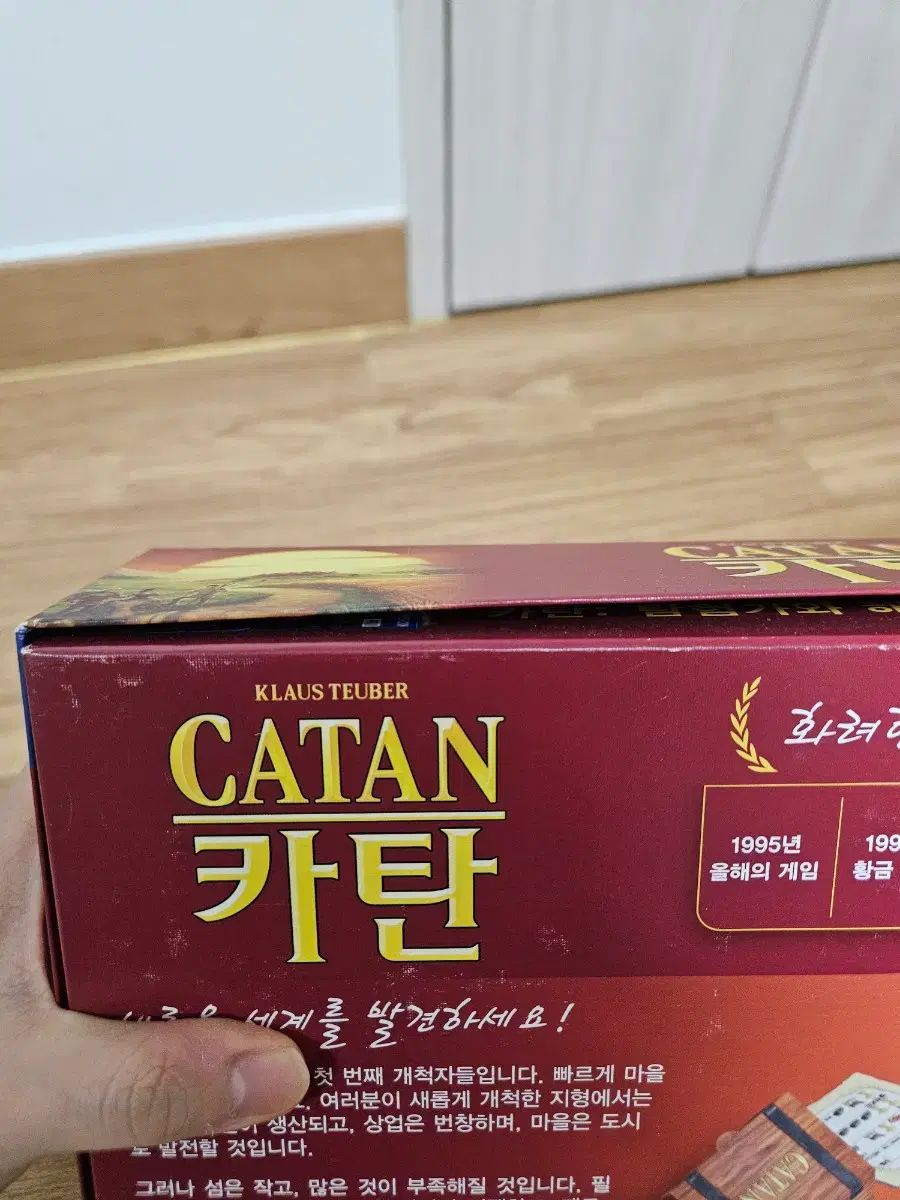 CATAN
카탄
KLAUS TEUBER
CATAN
카탄
화려한
1995년
올해의 게임
황금
세계를 발견하세요!
첫 번째 개척자들입니다. 빠르게 마을
여러분이 새롭게 개척한 지형에서는
생산되고, 상업은 번창하며, 마을은 도시
로 발전할 것입니다.
그러나 섬은 작고, 많은 것이 부족해질 것입니다. 필
CATAN